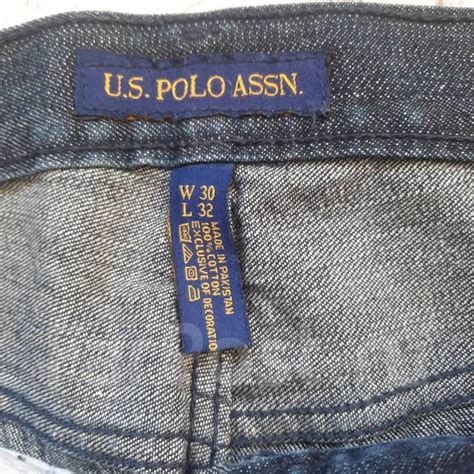 U.S. POLO ASSN.
W 30
L 32
MADE IN PAKISTAN
100% COTTON
EXCLUSIVE OF DECORATION